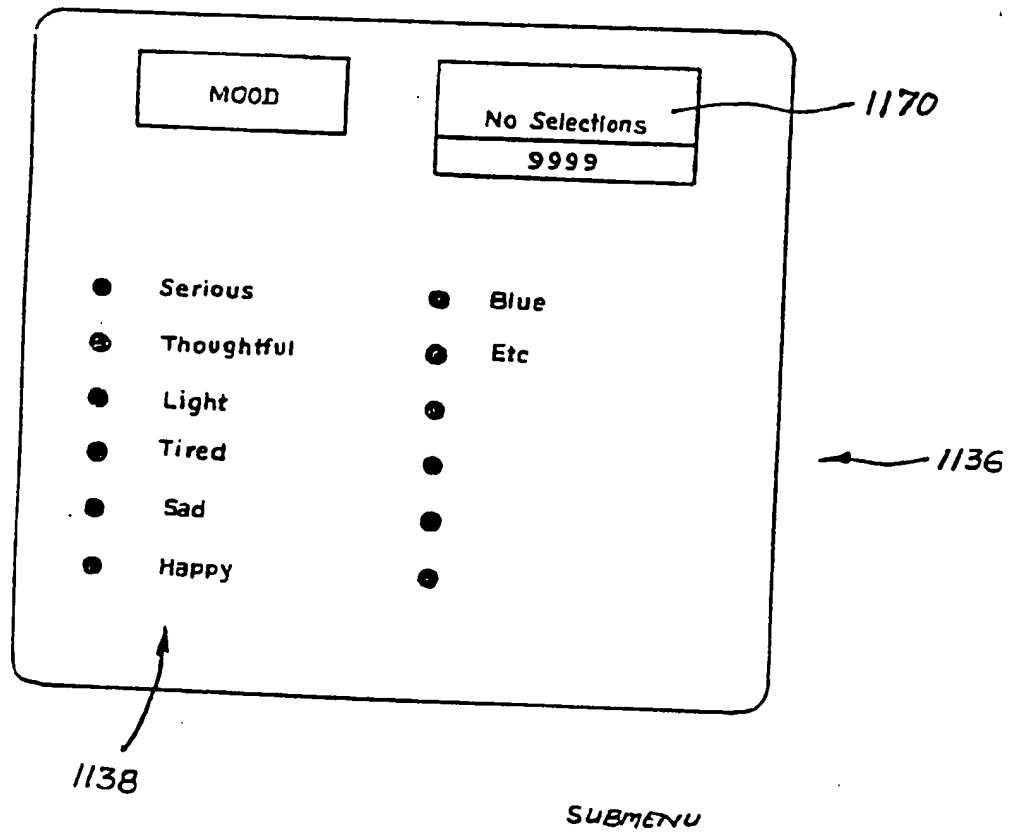 MOOD
No Selections
9999
1170
Serious
Thoughtful
Light
Tired
Sad
Happy
Blue
Etc
1136
1138
SUBMENU